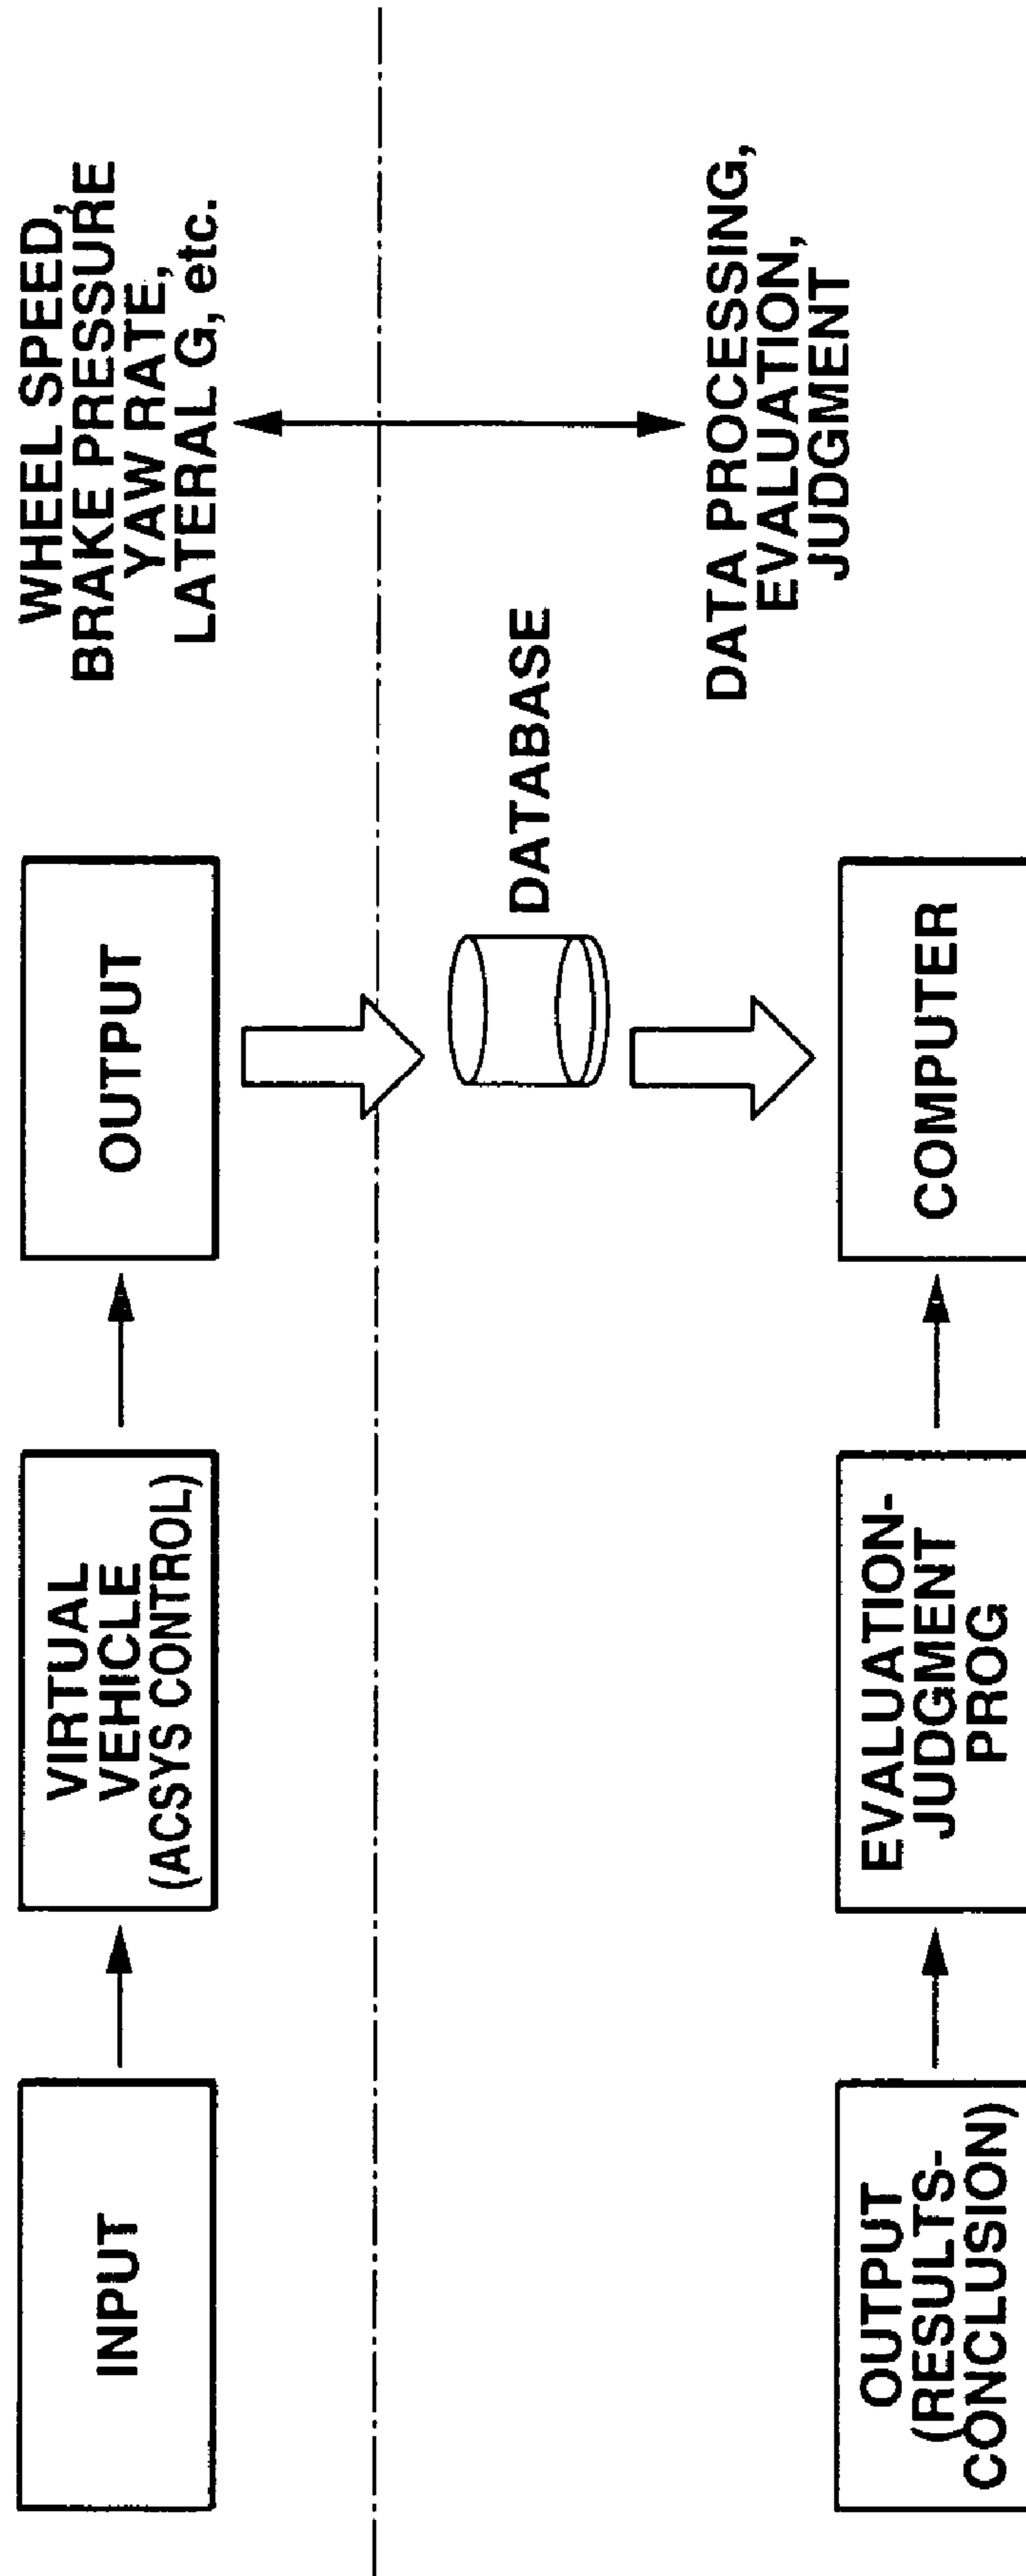 INPUT
VIRTUAL
VEHICLE
(ACSYS CONTROL)
OUTPUT
WHEEL SPEED,
BRAKE PRESSURE
YAW RATE,
LATERAL G, etc.
DATABASE
DATA PROCESSING,
EVALUATION,
JUDGMENT
OUTPUT
(RESULTS-
CONCLUSION)
EVALUATION-
JUDGMENT
PROG
COMPUTER